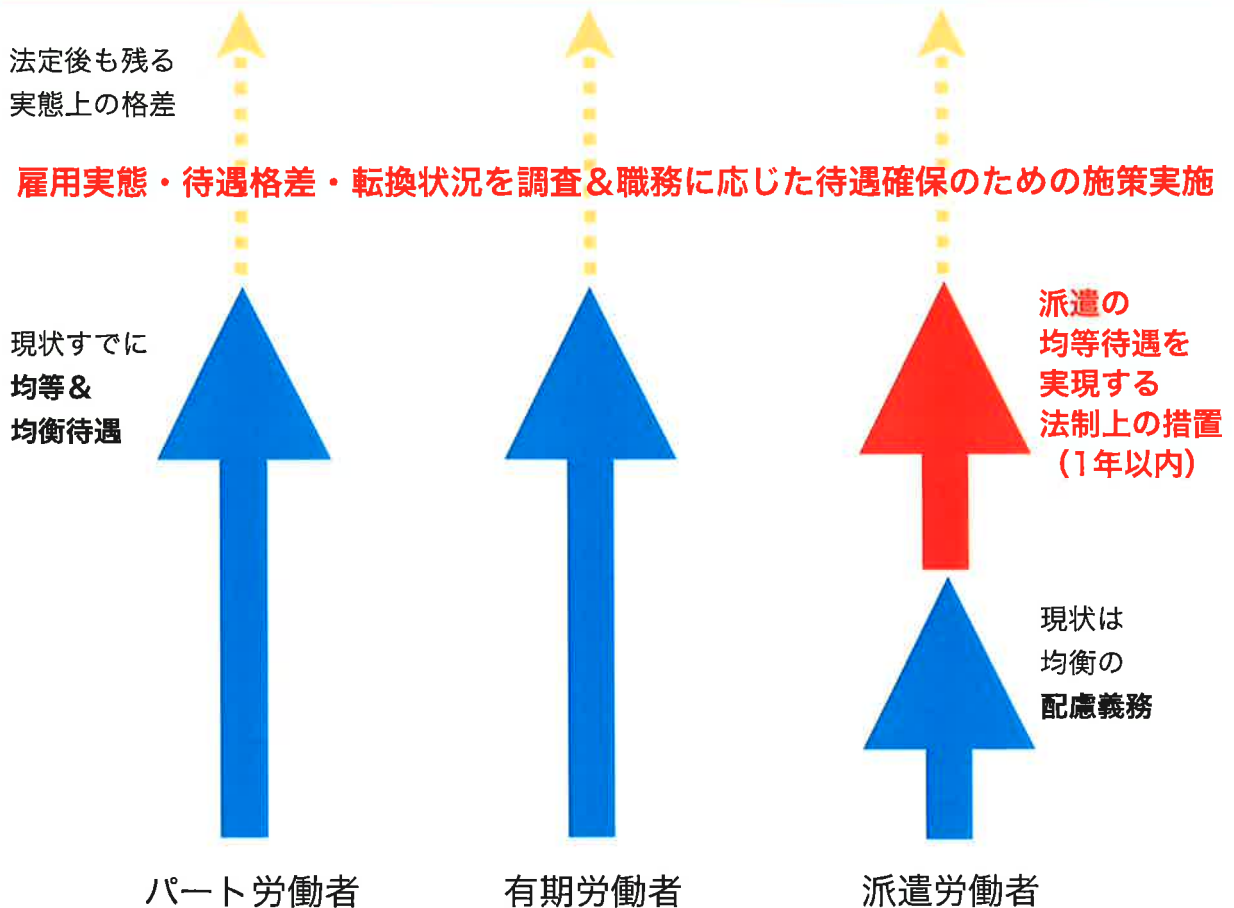 法定後も残る
実態上の格差
雇用実態・待遇格差・転換状況を調査&職務に応じた待遇確保のための施策実施
現状すでに
均等&
均衡待遇
派遣の
均等待遇を
実現する
法制上の措置
(1年以内)
現状は
均衡の
配慮義務
パート労働者
有期労働者
派遣労働者